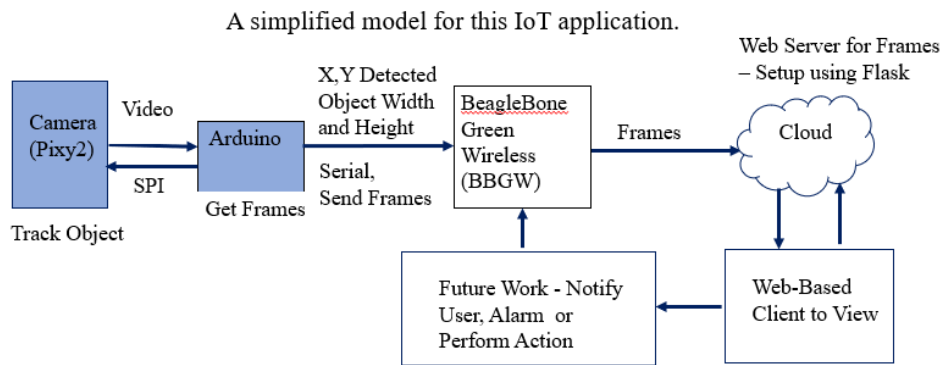 A simplified model for this IoT application.
Web Server for Frames
– Setup using Flask
X,Y Detected
Object Width
and Height
Video
Camera
(Pixy2)
Arduino
BeagleBone
Green
Wireless
(BBGW)
Frames
Cloud
SPI
Serial,
Send Frames
Get Frames
Track Object
Future Work - Notify
User, Alarm or
Perform Action
Web-Based
Client to View